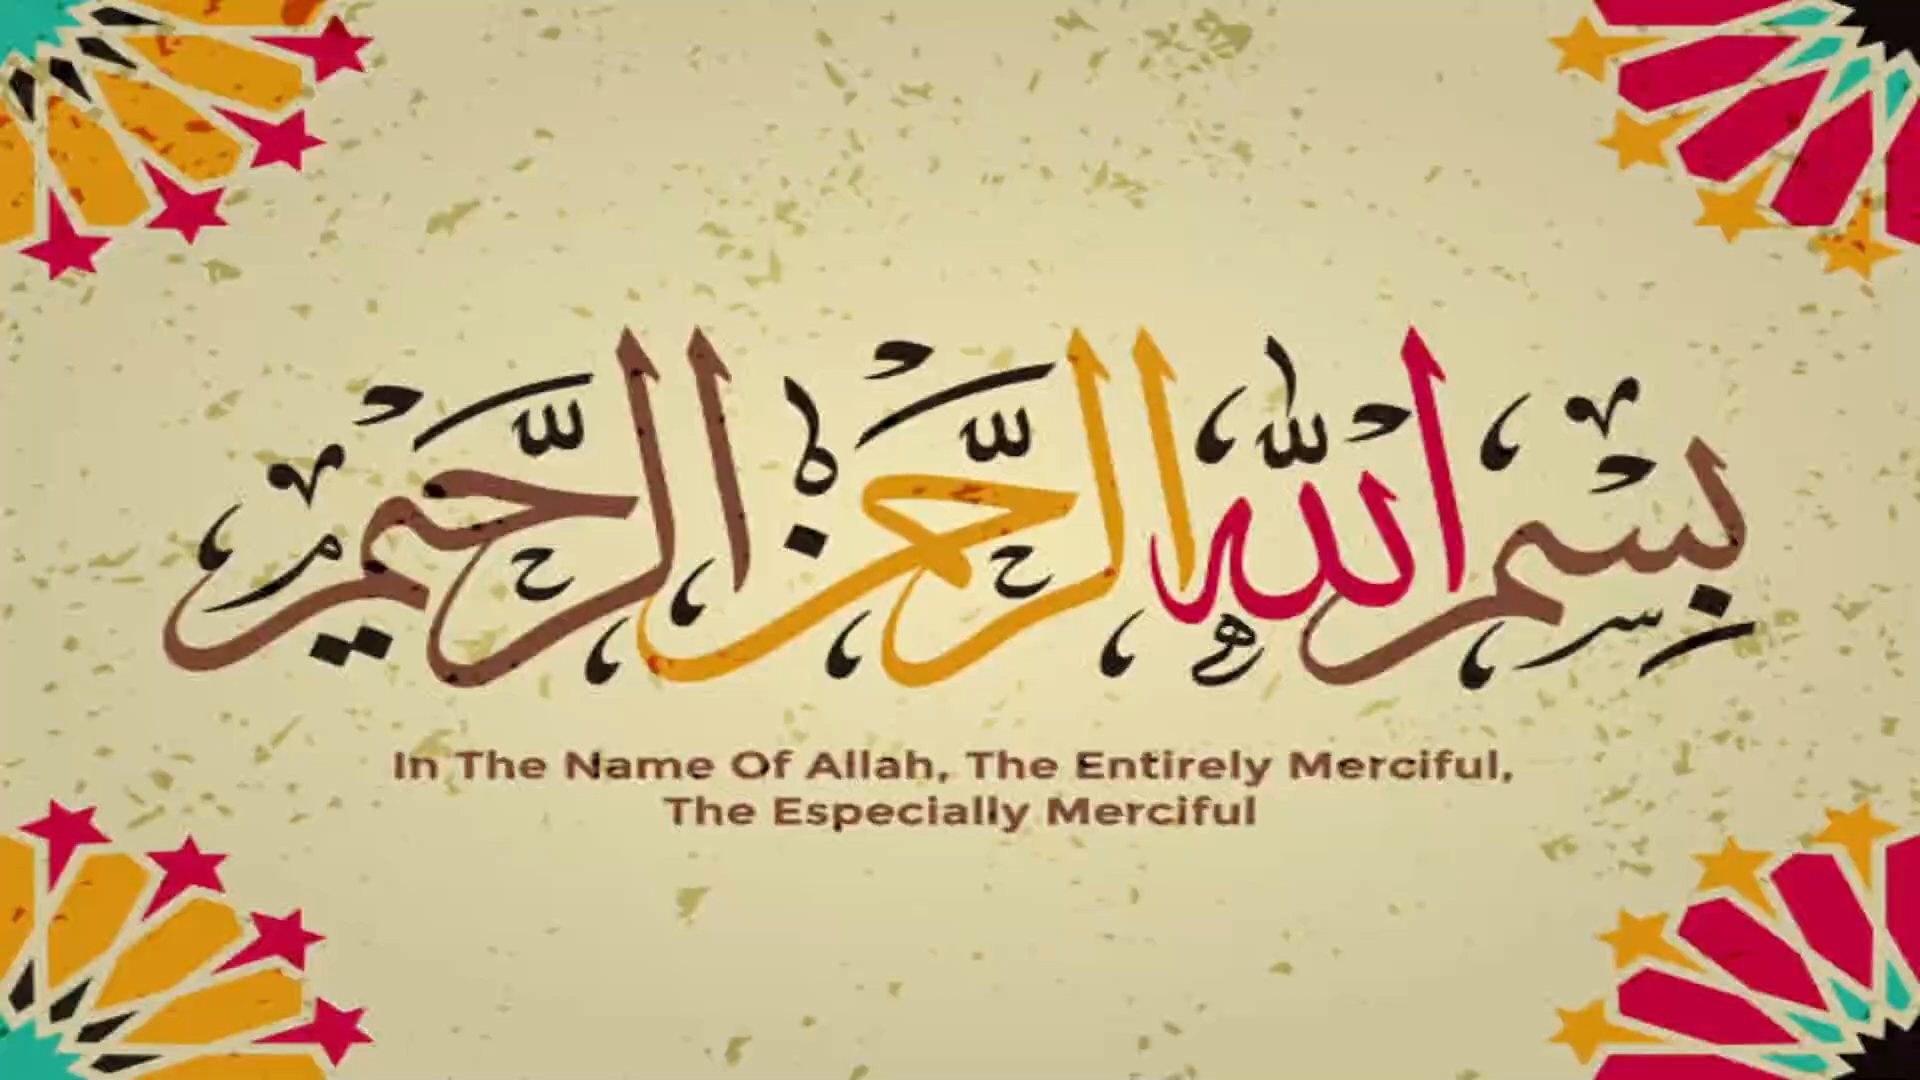 بسم الله الرحمن الرحيم
In The Name Of Allah, The Entirely Merciful,
The Especially Merciful